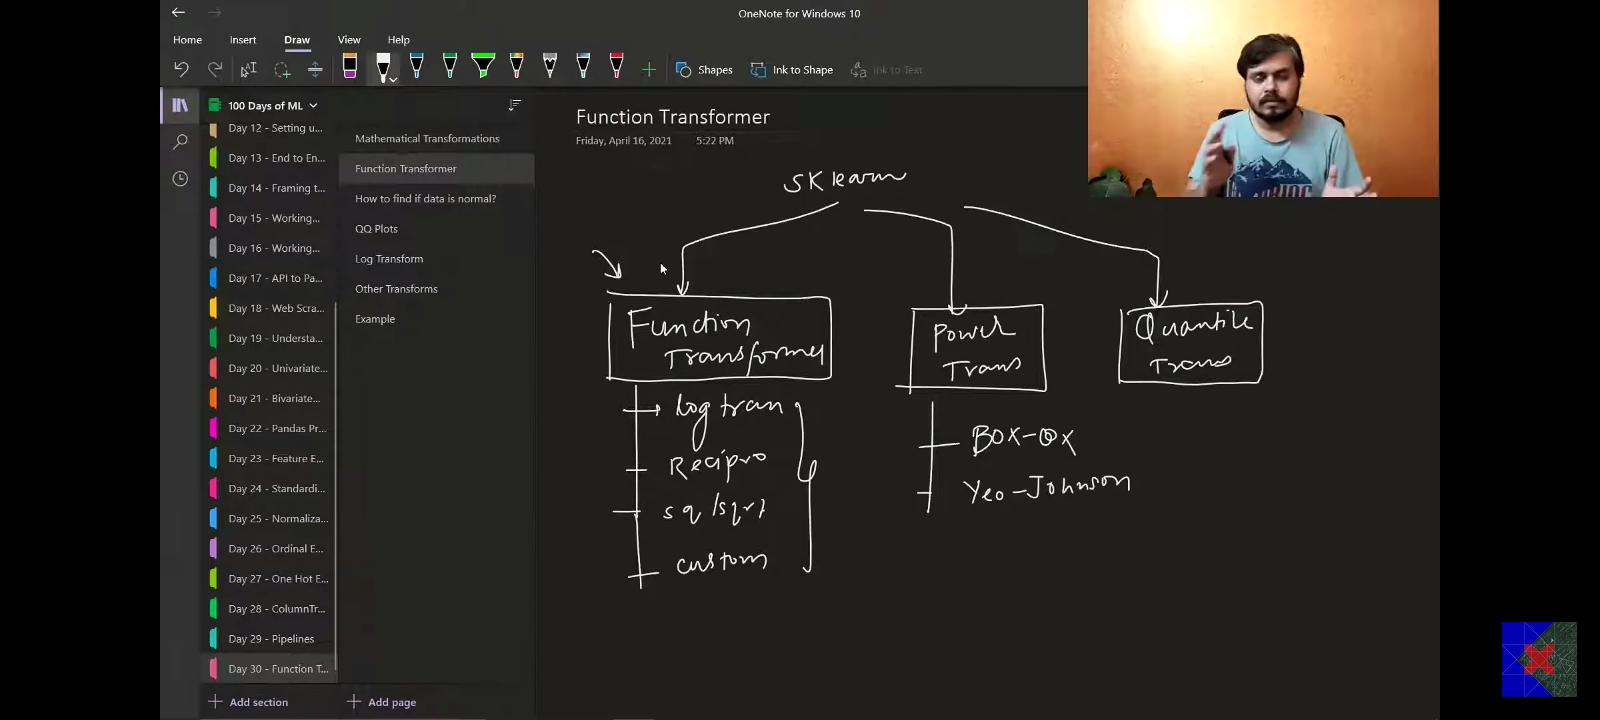 OneNote for Windows 10
Home Insert Draw View Help
Shapes Ink to Shape Ink to Text
100 Days of ML
Day 12 - Setting u...
Day 13 - End to En...
Day 14 - Framing t...
Day 15 - Working...
Day 16 - Working...
Day 17 - API to Pa...
Day 18 - Web Scra...
Day 19 - Understa...
Day 20 - Univariate...
Day 21 - Bivariate...
Day 22 - Pandas Pr...
Day 23 - Feature E...
Day 24 - Standardi...
Day 25 - Normaliza...
Day 26 - Ordinal E...
Day 27 - One Hot E...
Day 28 - ColumnTr...
Day 29 - Pipelines
Day 30 - Function T...
Add section
Mathematical Transformations
Function Transformer
How to find if data is normal?
QQ Plots
Log Transform
Other Transforms
Example
Add page
Function Transformer
Friday, April 16, 2021 5:22 PM
SKlearn
Function
Transformer
log tran
Recipro
sq/sqrt
custom
Power
Trans
Box-Ox
Yeo-Johnson
Quantile
Trans